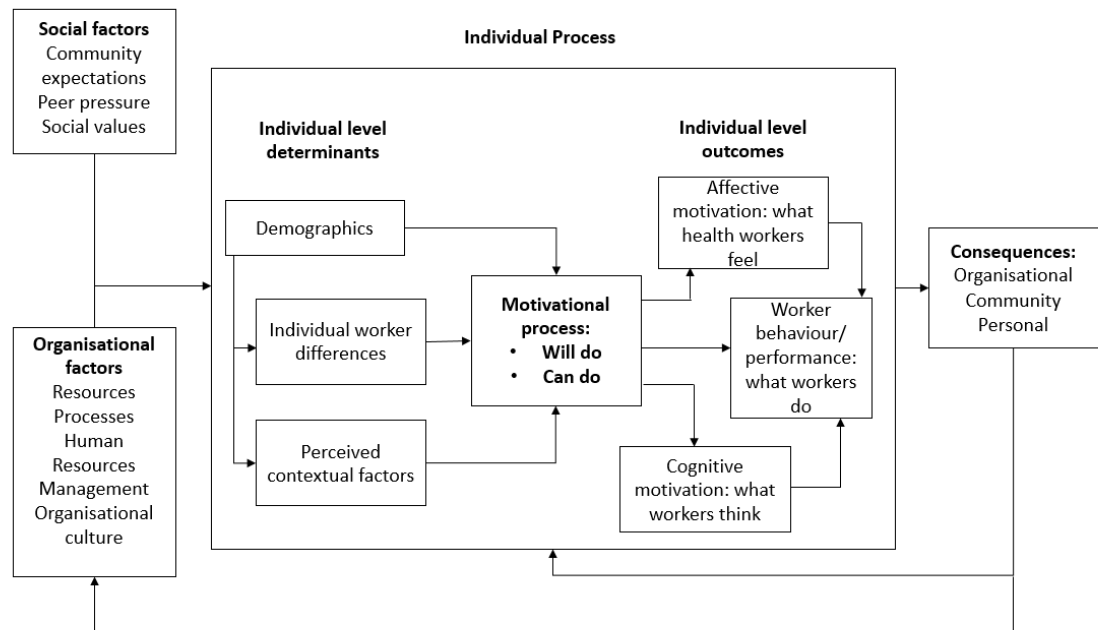 Social factors
Community
expectations
Peer pressure
Social values
Individual Process
Individual level
determinants
Individual level
outcomes
Demographics
Individual worker
differences
Perceived
contextual factors
Motivational
process:
• Will do
• Can do
Affective
motivation: what
health workers
feel
Worker
behaviour/
performance:
what workers
do
Cognitive
motivation: what
workers think
Consequences:
Organisational
Community
Personal
Organisational
factors
Resources
Processes
Human
Resources
Management
Organisational
culture